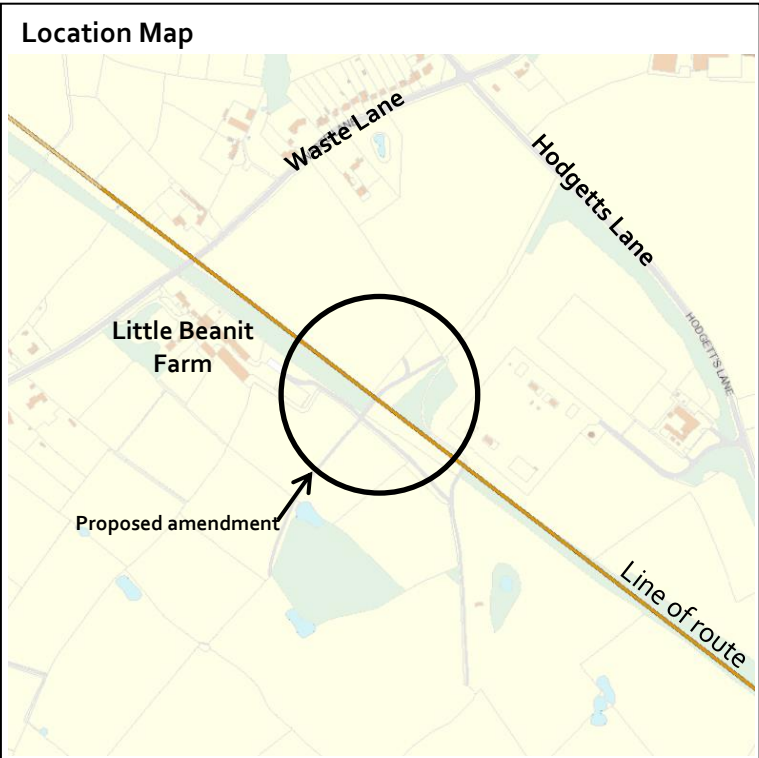 Location Map
Waste Lane
Hodgetts Lane
HODGETTS LANE
Little Beanit
Farm
Proposed amendment
Line of route